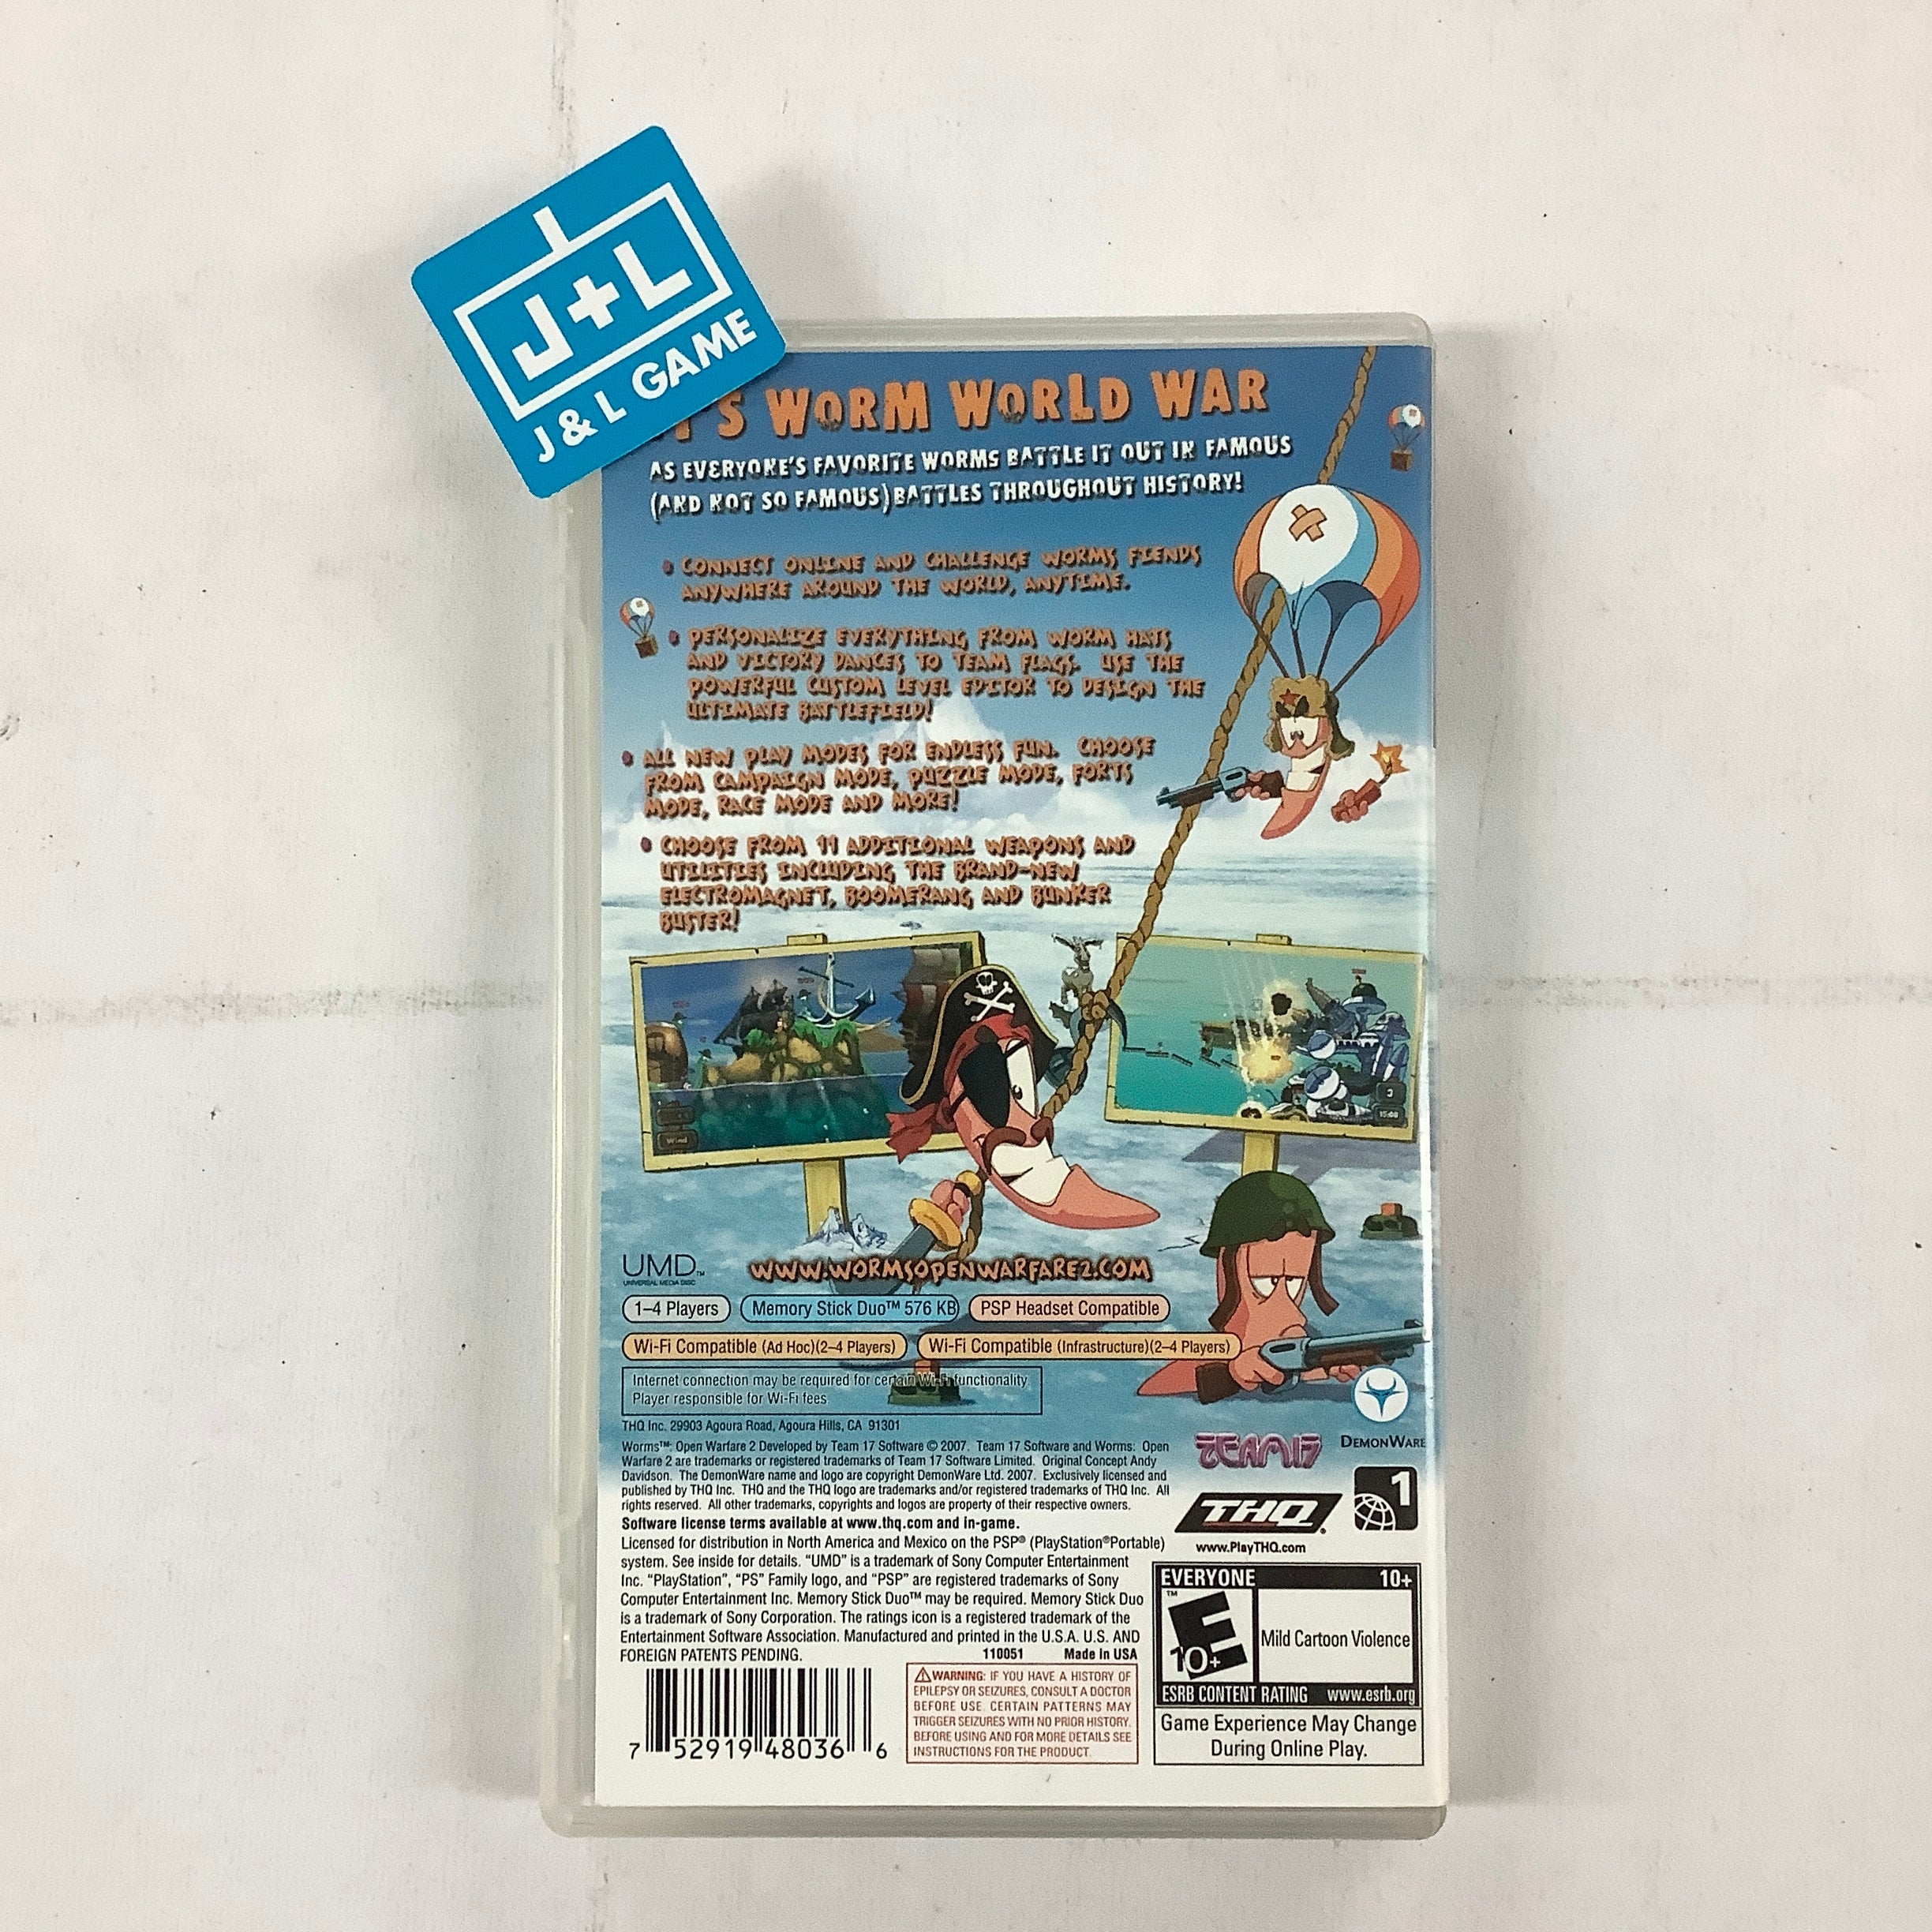 J+L
J & L GAME
'S WORM WORLD WAR
AS EVERYONE'S FAVORITE WORMS BATTLE IT OUT IN FAMOUS
(AND NOT SO FAMOUS) BATTLES THROUGHOUT HISTORY!
• CONNECT ONLINE AND CHALLENGE WORMS FIENDS
ANYWHERE AROUND THE WORLD, ANYTIME.
• PERSONALIZE EVERYTHING FROM WORM HATS
AND VICTORY DANCES TO TEAM FLAGS. USE THE
POWERFUL CUSTOM LEVEL EDITOR TO DESIGN THE
ULTIMATE BATTLEFIELD!
• ALL NEW PLAY MODES FOR ENDLESS FUN. CHOOSE
FROM CAMPAIGN MODE, PUZZLE MODE, FORTS
MODE, RACE MODE AND MORE!
• CHOOSE FROM 11 ADDITIONAL WEAPONS AND
UTILITIES INCLUDING THE BRAND-NEW
ELECTROMAGNET, BOOMERANG AND BUNKER
BUSTER!
Wind
3
15:00
UMD™
UNIVERSAL MEDIA DISC
WWW.WORMSOPENWARFARE2.COM
1–4 Players
Memory Stick Duo™ 576 KB
PSP Headset Compatible
Wi-Fi Compatible (Ad Hoc)(2–4 Players)
Wi-Fi Compatible (Infrastructure)(2–4 Players)
Internet connection may be required for certain Wi-Fi functionality
Player responsible for Wi-Fi fees
THQ Inc. 29903 Agoura Road, Agoura Hills, CA 91301
Worms™: Open Warfare 2 Developed by Team 17 Software © 2007. Team 17 Software and Worms: Open
Warfare 2 are trademarks or registered trademarks of Team 17 Software Limited. Original Concept Andy
Davidson. The DemonWare name and logo are copyright DemonWare Ltd. 2007. Exclusively licensed and
published by THQ Inc. THQ and the THQ logo are trademarks and/or registered trademarks of THQ Inc. All
rights reserved. All other trademarks, copyrights and logos are property of their respective owners.
Software license terms available at www.thq.com and in-game.
Licensed for distribution in North America and Mexico on the PSP® (PlayStation®Portable)
system. See inside for details. “UMD” is a trademark of Sony Computer Entertainment
Inc. “PlayStation”, “PS” Family logo, and “PSP” are registered trademarks of Sony
Computer Entertainment Inc. Memory Stick Duo™ may be required. Memory Stick Duo
is a trademark of Sony Corporation. The ratings icon is a registered trademark of the
Entertainment Software Association. Manufactured and printed in the U.S.A. U.S. AND
FOREIGN PATENTS PENDING. 110051 Made In USA
TEAM17
DEMONWARE
THQ
1
www.PlayTHQ.com
EVERYONE 10+
E
10+
™
Mild Cartoon Violence
ESRB CONTENT RATING www.esrb.org
Game Experience May Change
During Online Play.
WARNING: IF YOU HAVE A HISTORY OF
EPILEPSY OR SEIZURES, CONSULT A DOCTOR
BEFORE USE. CERTAIN PATTERNS MAY
TRIGGER SEIZURES WITH NO PRIOR HISTORY.
BEFORE USING AND FOR MORE DETAILS SEE
INSTRUCTIONS FOR THE PRODUCT.
7 52919 48036 6